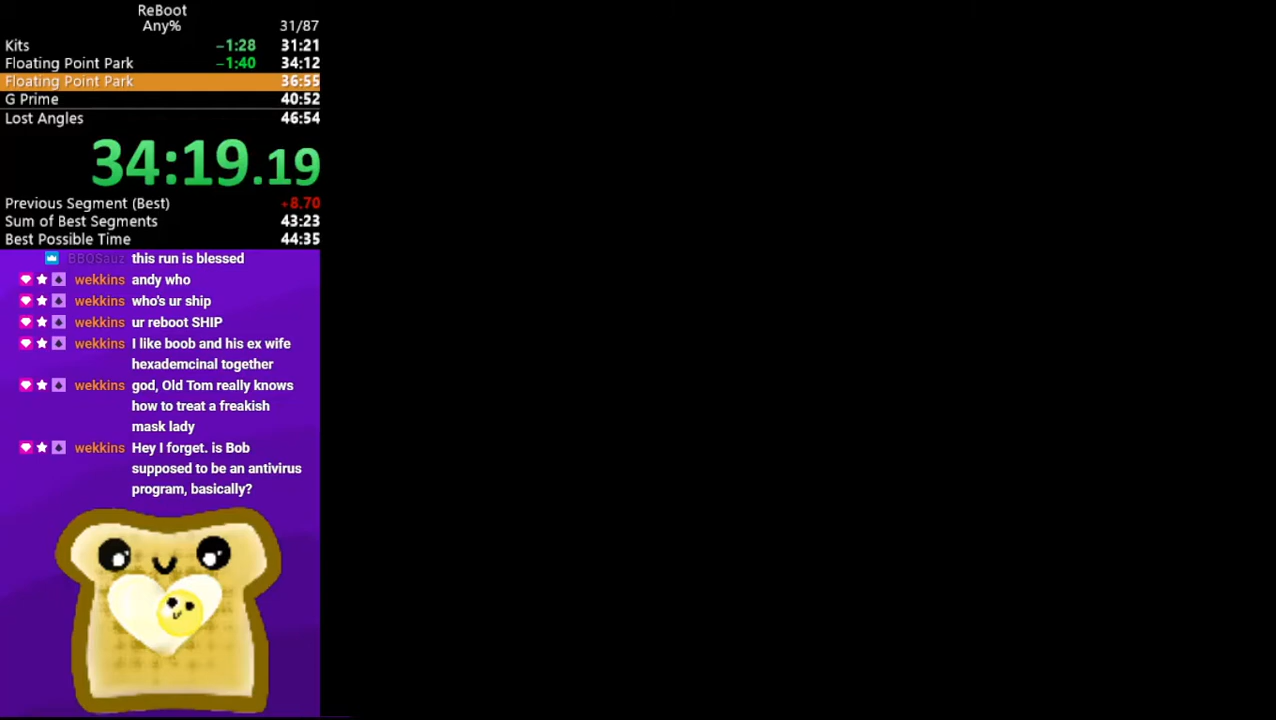 ReBoot
Any% 31/87
Kits −1:28 31:21
Floating Point Park −1:40 34:12
Floating Point Park 36:55
G Prime 40:52
Lost Angles 46:54
34:19.19
Previous Segment (Best) +8.70
Sum of Best Segments 43:23
Best Possible Time 44:35
BBOSauz this run is blessed
wekkins andy who
wekkins who's ur ship
wekkins ur reboot SHIP
wekkins I like boob and his ex wife
hexademcinal together
wekkins god, Old Tom really knows
how to treat a freakish
mask lady
wekkins Hey I forget. is Bob
supposed to be an antivirus
program, basically?